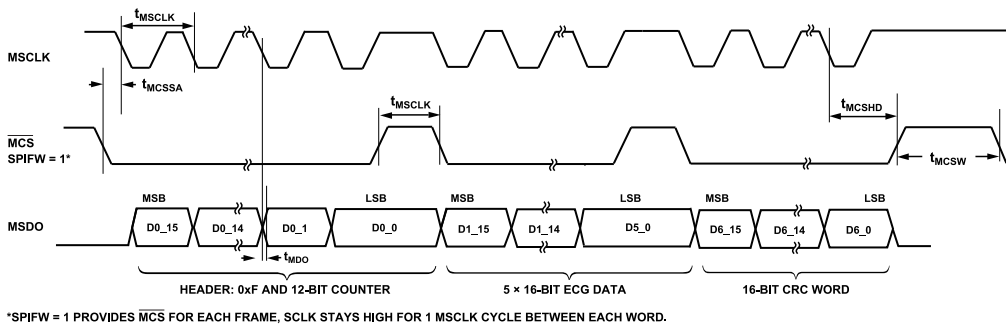 tMSCLK
MSCLK
tMCSSA
tMSCLK
tMCSHD
MCS
SPIFW = 1*
tMCSW
MSB LSB MSB LSB MSB LSB
MSDO
D0_15 D0_14 D0_1 D0_0 D1_15 D1_14 D5_0 D6_15 D6_14 D6_0
tMDO
HEADER: 0xF AND 12-BIT COUNTER 5 × 16-BIT ECG DATA 16-BIT CRC WORD
*SPIFW = 1 PROVIDES MCS FOR EACH FRAME, SCLK STAYS HIGH FOR 1 MSCLK CYCLE BETWEEN EACH WORD.